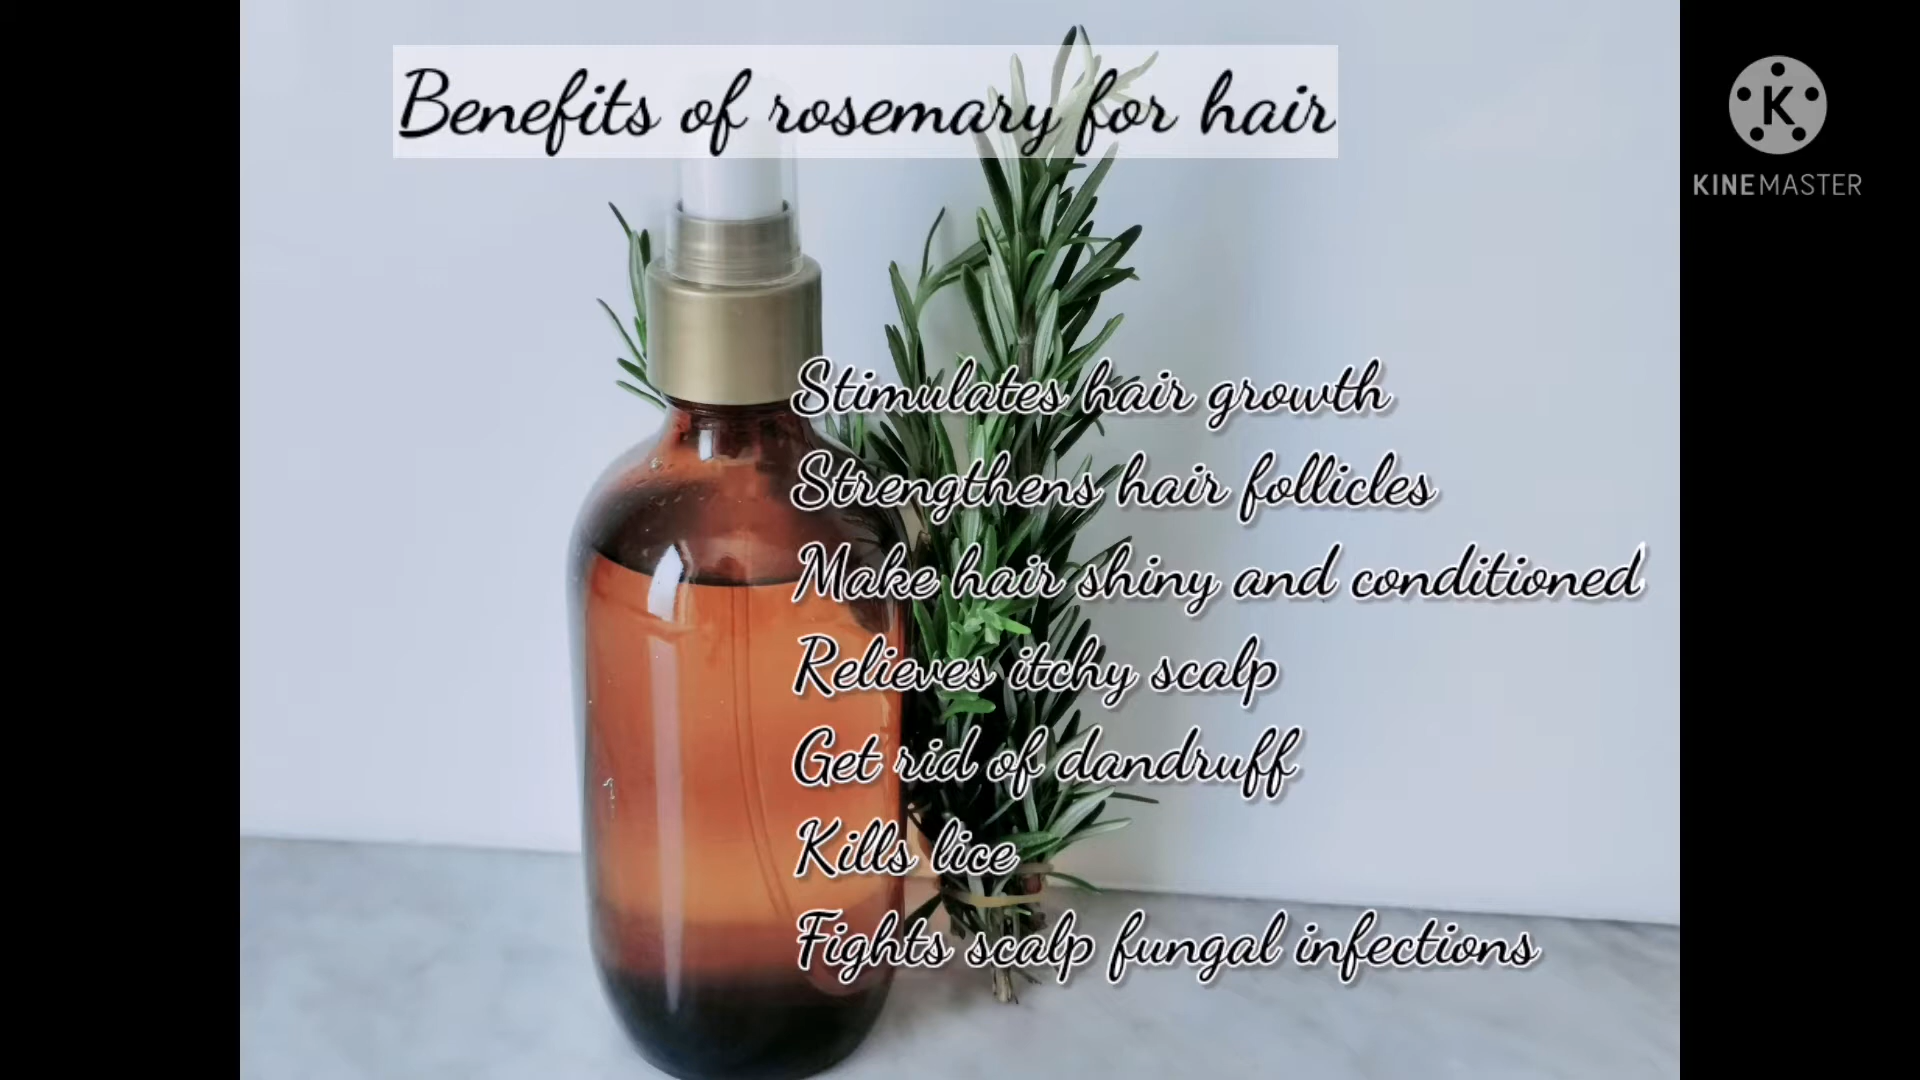 Benefits of rosemary for hair
K
KINEMASTER
Stimulates hair growth
Strengthens hair follicles
Make hair shiny and conditioned
Relieves itchy scalp
Get rid of dandruff
Kills lice
Fights scalp fungal infections